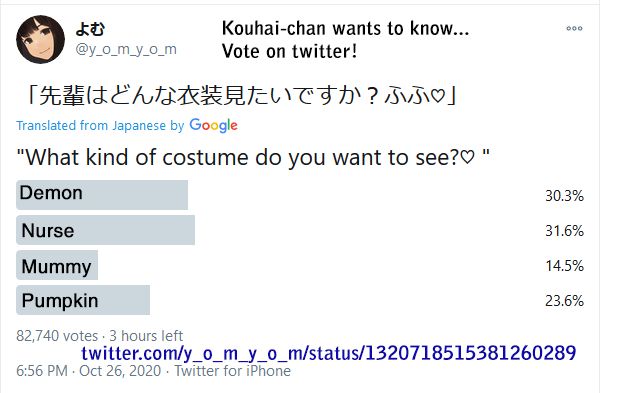 よむ
@y_o_m_y_o_m
Kouhai-chan wants to know...
Vote on twitter!
「先輩はどんな衣装見たいですか？ふふ♡」
Translated from Japanese by Google
"What kind of costume do you want to see?♡ "
Demon 30.3%
Nurse 31.6%
Mummy 14.5%
Pumpkin 23.6%
82,740 votes · 3 hours left
twitter.com/y_o_m_y_o_m/status/1320718515381260289
6:56 PM · Oct 26, 2020 · Twitter for iPhone